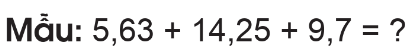 Mẫu: 5,63 + 14,25 + 9,7 = ?